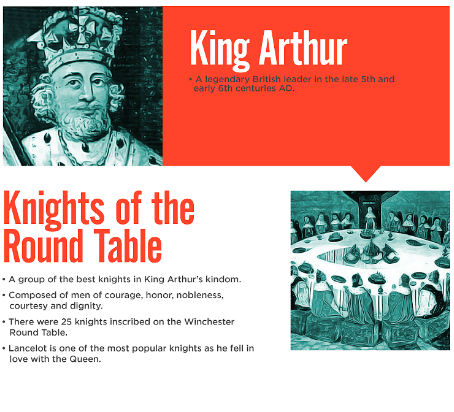 King Arthur
• A legendary British leader in the late 5th and
early 6th centuries AD.
Knights of the
Round Table
• A group of the best knights in King Arthur's kindom.
• Composed of men of courage, honor, nobleness,
courtesy and dignity.
• There were 25 knights inscribed on the Winchester
Round Table.
• Lancelot is one of the most popular knights as he fell in
love with the Queen.